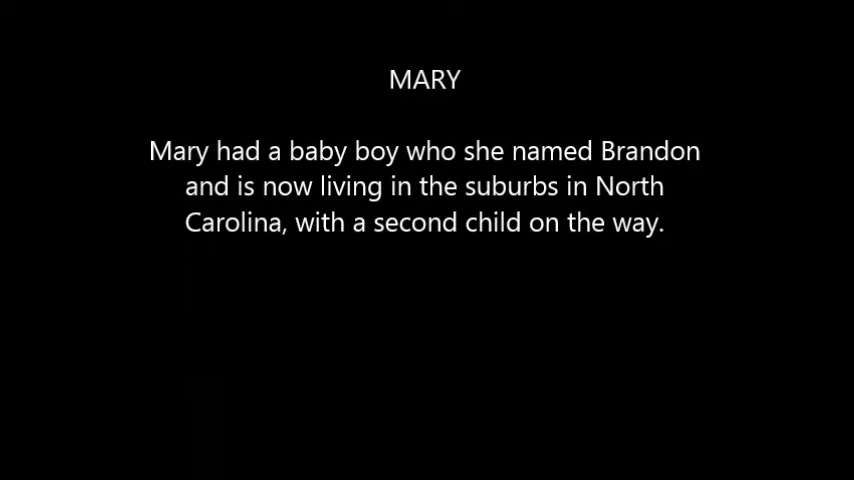 MARY
Mary had a baby boy who she named Brandon
and is now living in the suburbs in North
Carolina, with a second child on the way.